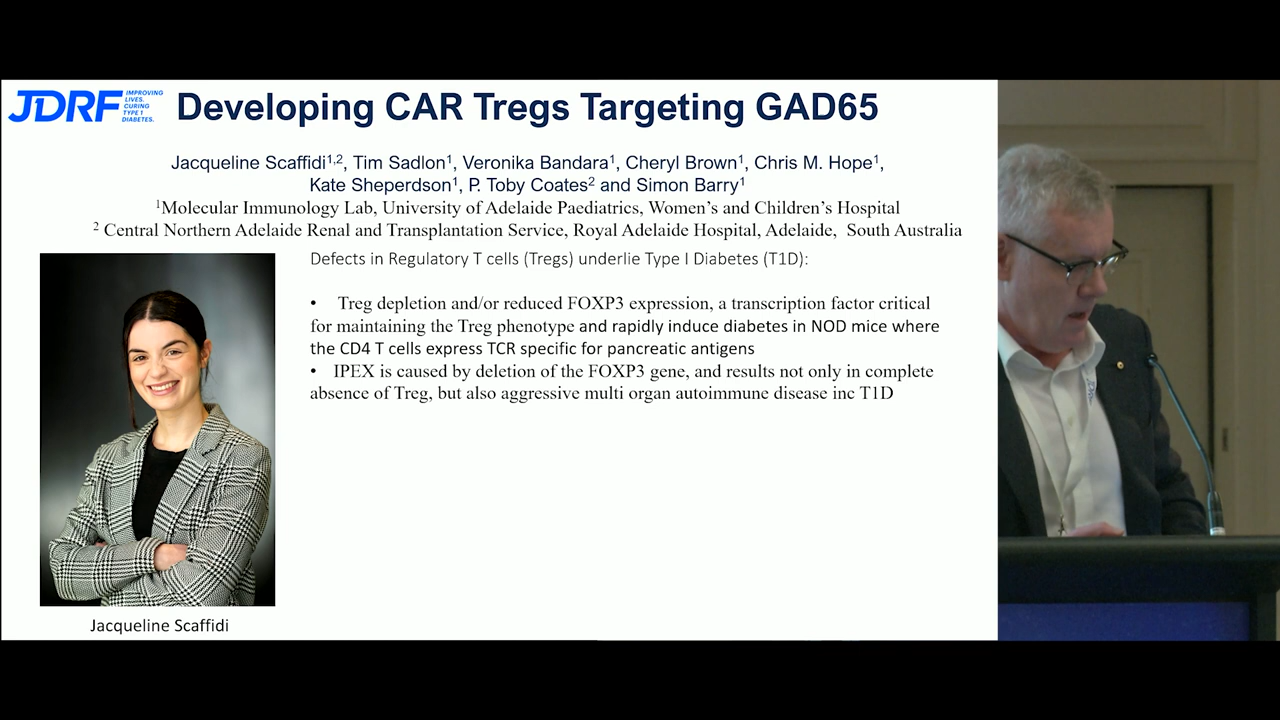 JDRF IMPROVING
LIVES.
CURING
TYPE 1
DIABETES.
Developing CAR Tregs Targeting GAD65
Jacqueline Scaffidi1,2, Tim Sadlon1, Veronika Bandara1, Cheryl Brown1, Chris M. Hope1,
Kate Sheperdson1, P. Toby Coates2 and Simon Barry1
1Molecular Immunology Lab, University of Adelaide Paediatrics, Women's and Children's Hospital
2 Central Northern Adelaide Renal and Transplantation Service, Royal Adelaide Hospital, Adelaide, South Australia
Defects in Regulatory T cells (Tregs) underlie Type I Diabetes (T1D):
• Treg depletion and/or reduced FOXP3 expression, a transcription factor critical
for maintaining the Treg phenotype and rapidly induce diabetes in NOD mice where
the CD4 T cells express TCR specific for pancreatic antigens
• IPEX is caused by deletion of the FOXP3 gene, and results not only in complete
absence of Treg, but also aggressive multi organ autoimmune disease inc T1D
Jacqueline Scaffidi